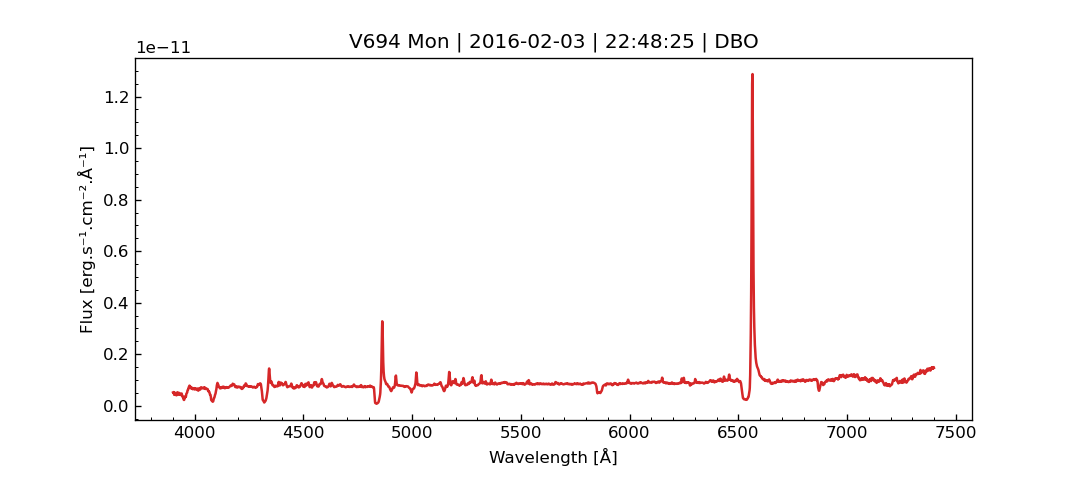 V694 Mon | 2016-02-03 | 22:48:25 | DBO
1e−11
1.2
1.0
0.8
0.6
0.4
0.2
0.0
Flux [erg.s⁻¹.cm⁻².Å⁻¹]
4000 4500 5000 5500 6000 6500 7000 7500
Wavelength [Å]